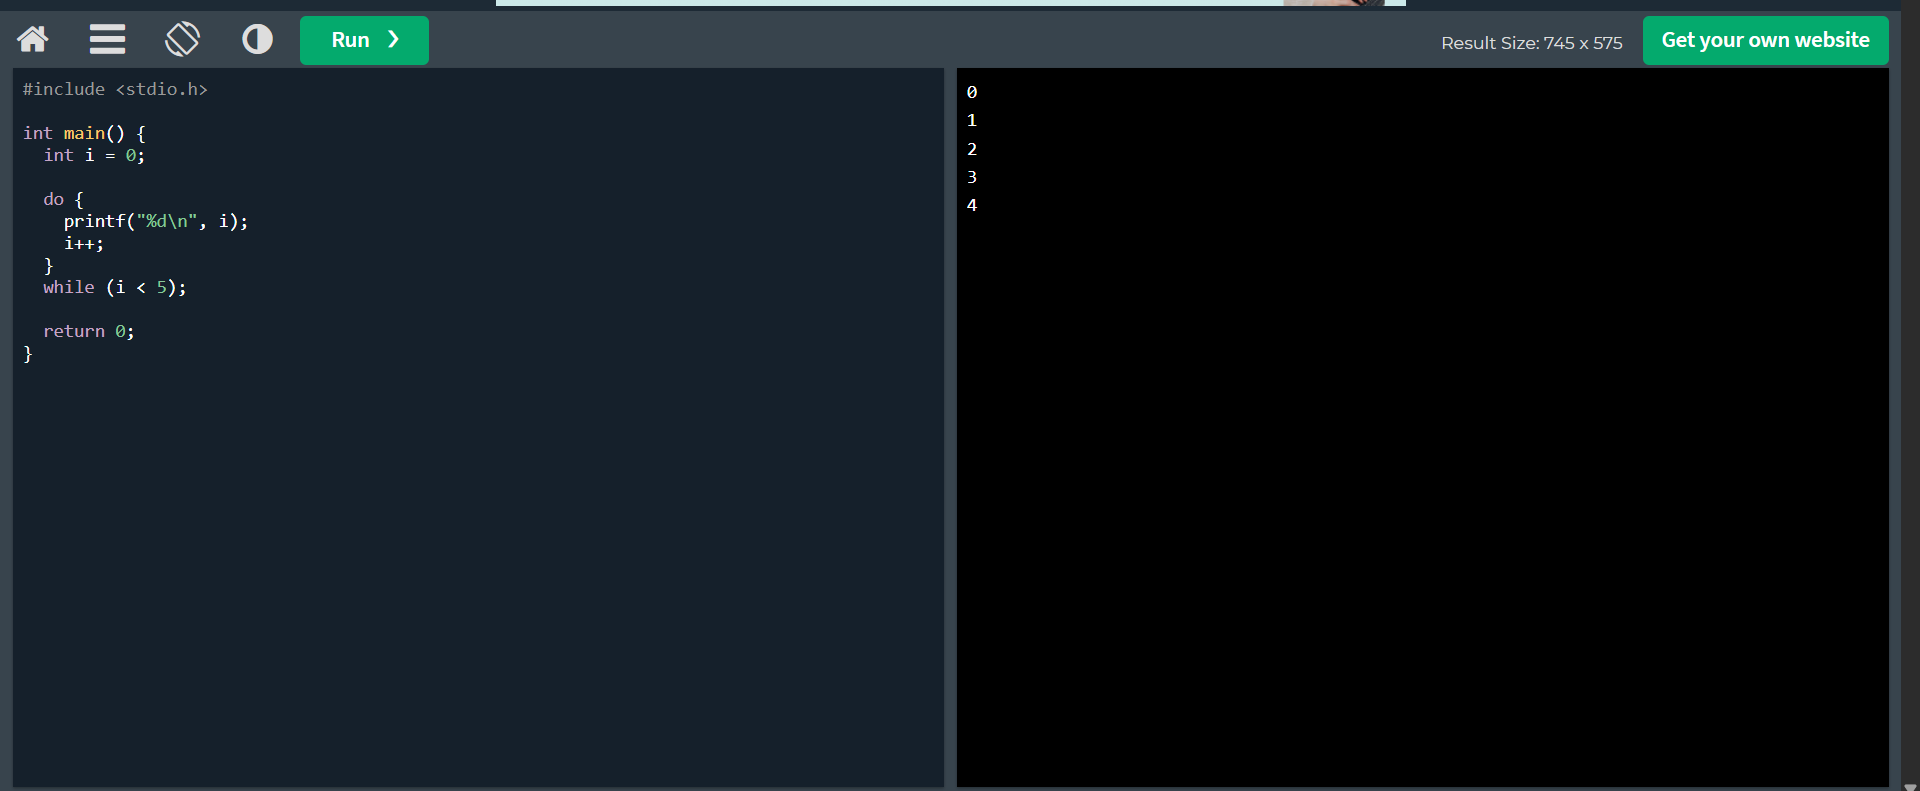 Run ❯
Result Size: 745 x 575
Get your own website
#include <stdio.h>

int main() {
  int i = 0;

  do {
    printf("%d\n", i);
    i++;
  }
  while (i < 5);

  return 0;
}
0
1
2
3
4